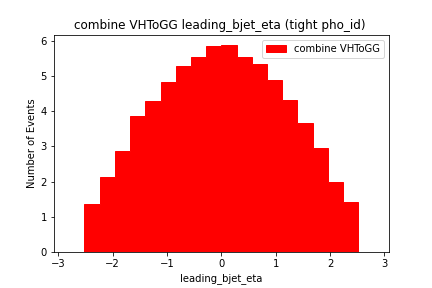 combine VHToGG leading_bjet_eta (tight pho_id)
combine VHToGG
Number of Events
6
5
4
3
2
1
0
−3 −2 −1 0 1 2 3
leading_bjet_eta